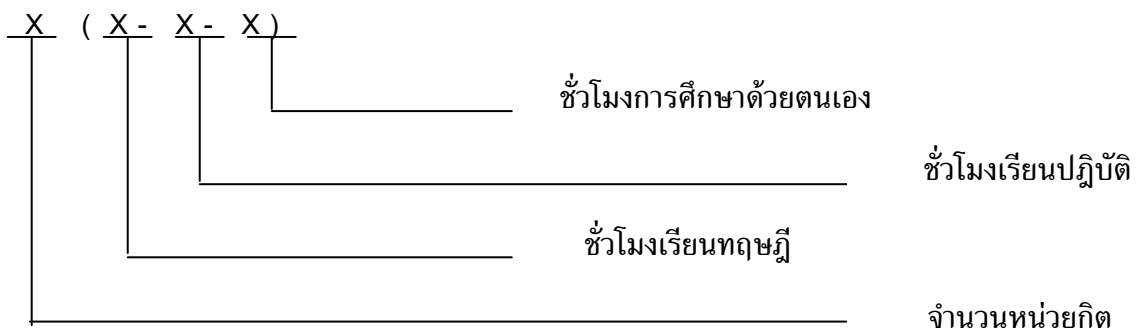 X ( X - X - X )
ชั่วโมงการศึกษาด้วยตนเอง
ชั่วโมงเรียนปฎิบัติ
ชั่วโมงเรียนทฤษฎี
จำนวนหน่วยกิต